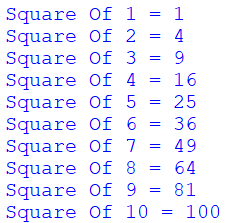 Square Of 1 = 1
Square Of 2 = 4
Square Of 3 = 9
Square Of 4 = 16
Square Of 5 = 25
Square Of 6 = 36
Square Of 7 = 49
Square Of 8 = 64
Square Of 9 = 81
Square Of 10 = 100